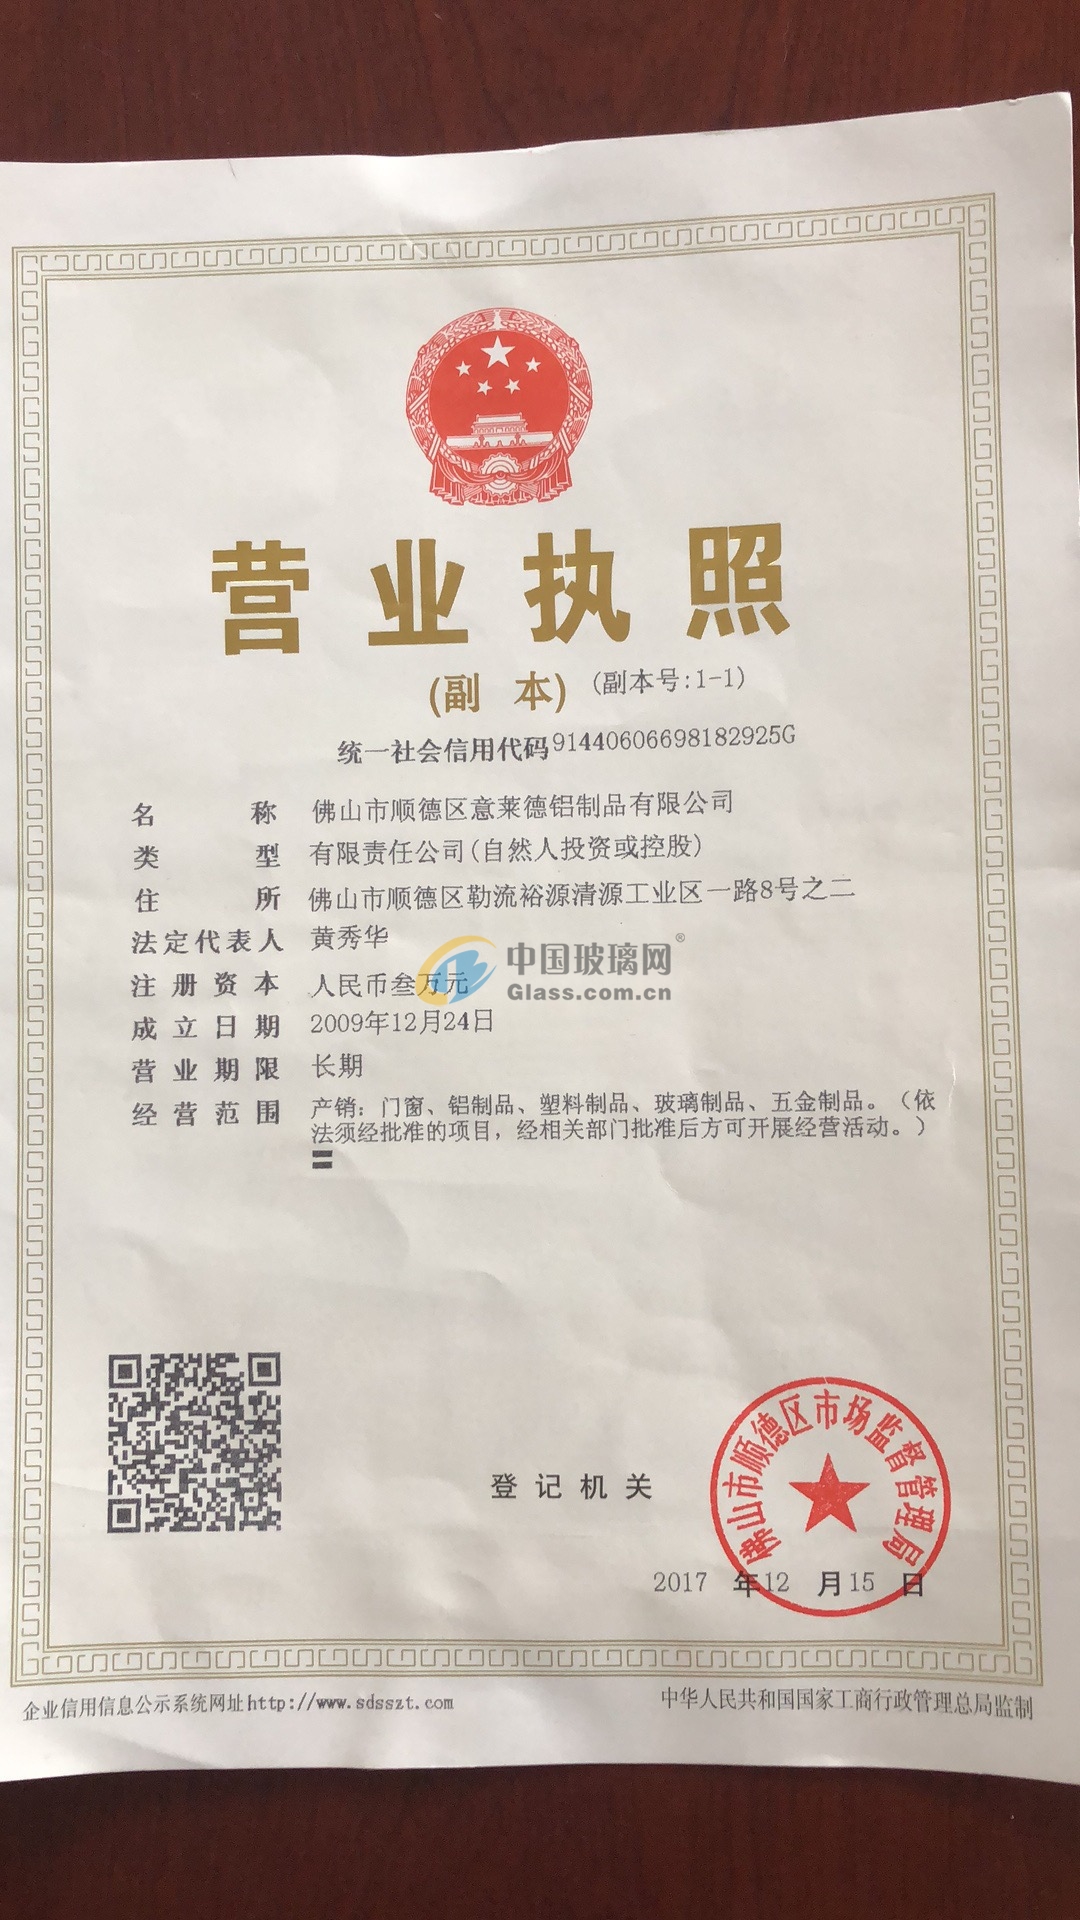 营业执照
(副 本) (副本号:1-1)
统一社会信用代码91440606698182925G
名称 佛山市顺德区意莱德铝制品有限公司
类型 有限责任公司(自然人投资或控股)
住所 佛山市顺德区勒流裕源清源工业区一路8号之二
法定代表人 黄秀华
中国玻璃网®
注册资本 人民币叁万元
Glass.com.cn
成立日期 2009年12月24日
营业期限 长期
经营范围 产销：门窗、铝制品、塑料制品、玻璃制品、五金制品。（依
法须经批准的项目，经相关部门批准后方可开展经营活动。）
佛山市顺德区市场监督管理局
登记机关
2017 年12 月15 日
企业信用信息公示系统网址http://www.sdsszt.com
中华人民共和国国家工商行政管理总局监制